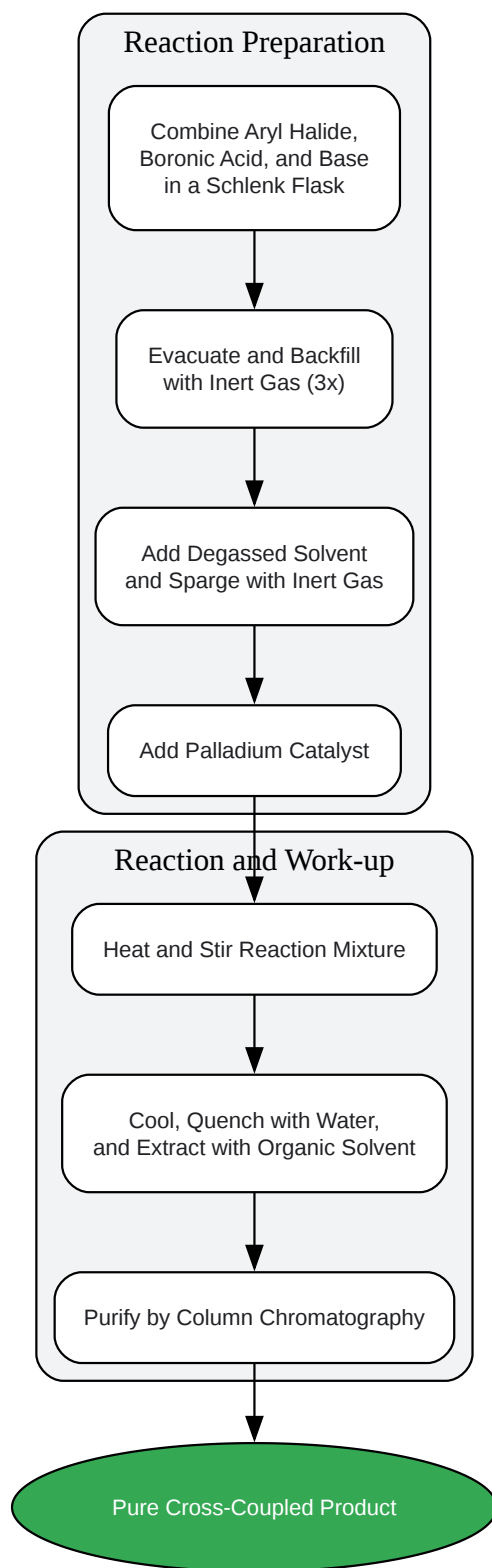 Reaction Preparation
Combine Aryl Halide,
Boronic Acid, and Base
in a Schlenk Flask
Evacuate and Backfill
with Inert Gas (3x)
Add Degassed Solvent
and Sparge with Inert Gas
Add Palladium Catalyst
Reaction and Work-up
Heat and Stir Reaction Mixture
Cool, Quench with Water,
and Extract with Organic Solvent
Purify by Column Chromatography
Pure Cross-Coupled Product